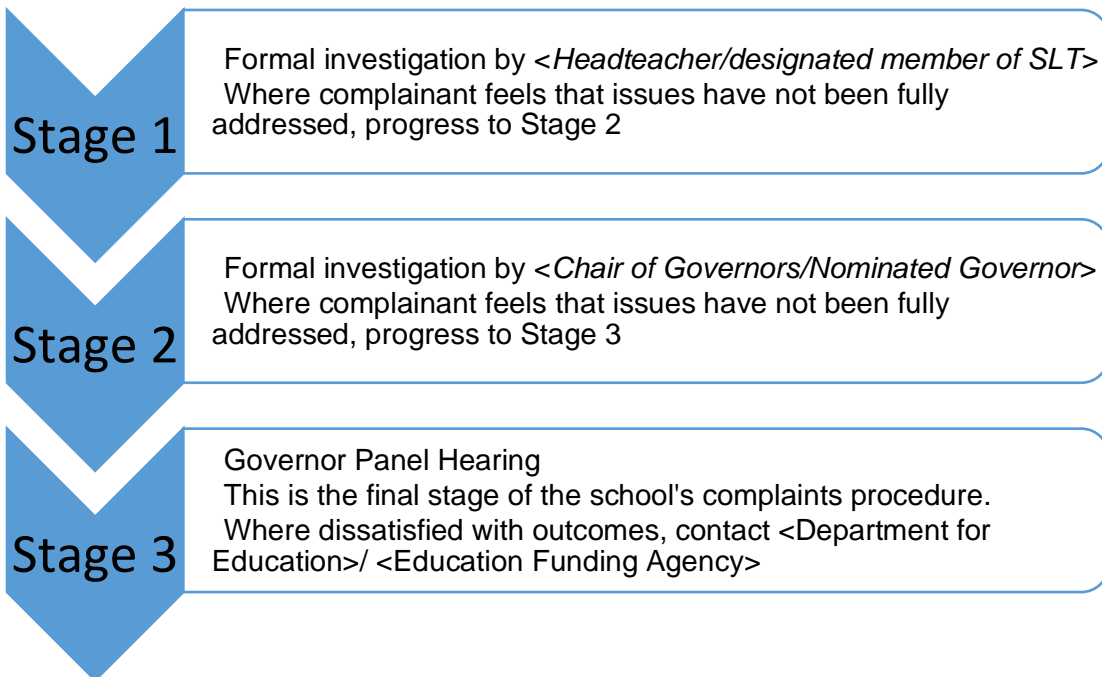 Stage 1
Formal investigation by <Headteacher/designated member of SLT>
Where complainant feels that issues have not been fully
addressed, progress to Stage 2
Stage 2
Formal investigation by <Chair of Governors/Nominated Governor>
Where complainant feels that issues have not been fully
addressed, progress to Stage 3
Stage 3
Governor Panel Hearing
This is the final stage of the school's complaints procedure.
Where dissatisfied with outcomes, contact <Department for
Education>/ <Education Funding Agency>